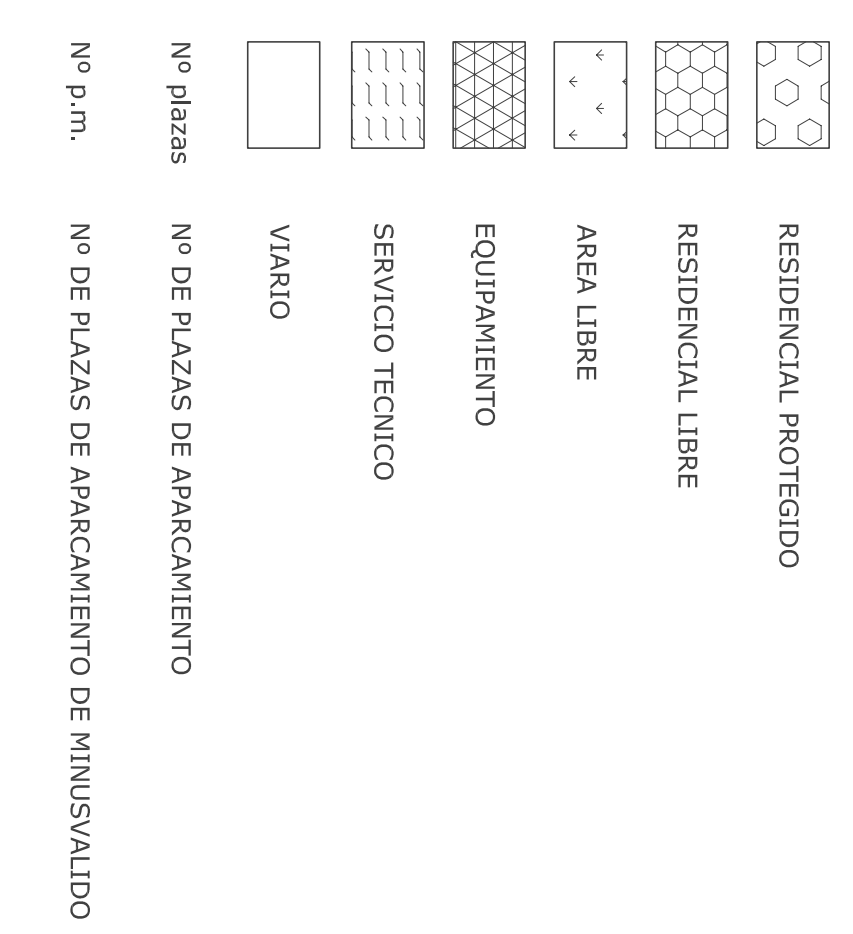 RESIDENCIAL PROTEGIDO
RESIDENCIAL LIBRE
AREA LIBRE
EQUIPAMIENTO
SERVICIO TECNICO
VIARIO
Nº plazas Nº DE PLAZAS DE APARCAMIENTO
Nº p.m. Nº DE PLAZAS DE APARCAMIENTO DE MINUSVALIDO